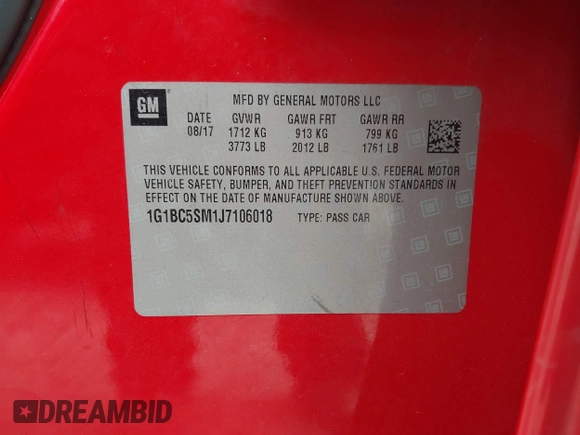 GM
MFD BY GENERAL MOTORS LLC
DATE GVWR GAWR FRT GAWR RR
08/17 1712 KG 913 KG 799 KG
3773 LB 2012 LB 1761 LB
THIS VEHICLE CONFORMS TO ALL APPLICABLE U.S. FEDERAL MOTOR
VEHICLE SAFETY, BUMPER, AND THEFT PREVENTION STANDARDS IN
EFFECT ON THE DATE OF MANUFACTURE SHOWN ABOVE.
1G1BC5SM1J7106018 TYPE: PASS CAR
DREAMBID